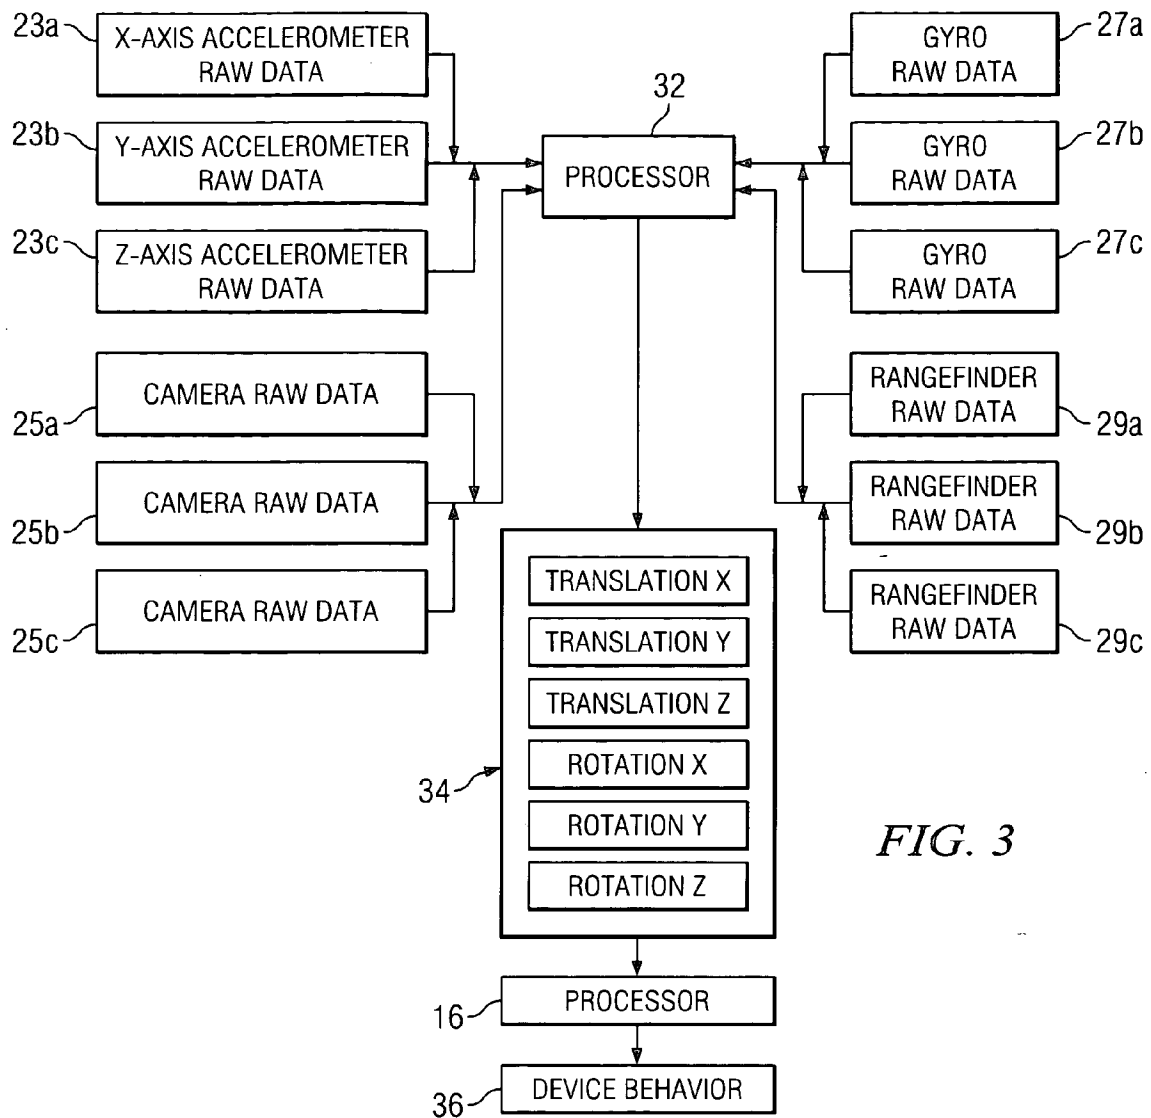 23a
X-AXIS ACCELEROMETER
RAW DATA
23b
Y-AXIS ACCELEROMETER
RAW DATA
23c
Z-AXIS ACCELEROMETER
RAW DATA
25a
CAMERA RAW DATA
25b
CAMERA RAW DATA
25c
CAMERA RAW DATA
32
PROCESSOR
27a
GYRO
RAW DATA
27b
GYRO
RAW DATA
27c
GYRO
RAW DATA
RANGEFINDER
RAW DATA
29a
RANGEFINDER
RAW DATA
29b
RANGEFINDER
RAW DATA
29c
34
TRANSLATION X
TRANSLATION Y
TRANSLATION Z
ROTATION X
ROTATION Y
ROTATION Z
16
PROCESSOR
36
DEVICE BEHAVIOR
FIG. 3